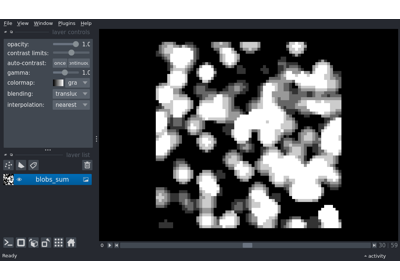 File View Window Plugins Help
layer controls
opacity: 1.0
contrast limits:
auto-contrast: once
gamma: 1.0
colormap: gra
blending: transluc
interpolation: nearest
layer list
blobs_sum
0 30 59
Ready
activity